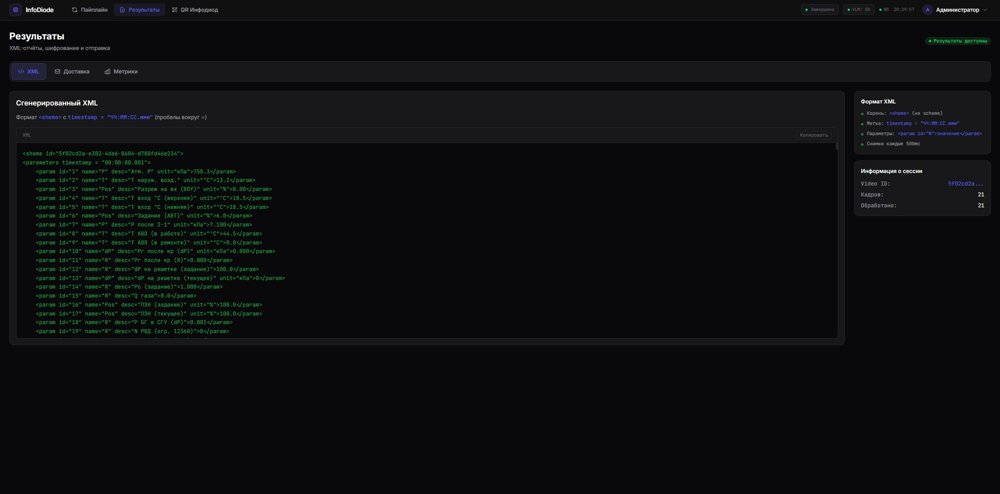 InfoDiode
Пайплайн
Результаты
QR Инфодиод
Завершено
VLM: OK
WS 20:29:57
A
Администратор
Результаты
XML-отчёты, шифрование и отправка
Результаты доступны
</> XML
Доставка
Метрики
Сгенерированный XML
Формат <sheme> с timestamp = "ЧЧ:ММ:СС.ммм" (пробелы вокруг =)
XML
Копировать
<sheme id="5f02cd2a-e302-4da6-8604-d788fd46e234">
<parameters timestamp = "00:00:00.001">
<param id="1" name="P" desc="Атм. P" unit="кПа">758.3</param>
<param id="2" name="T" desc="Т наруж. возд." unit="°C">13.2</param>
<param id="3" name="Pos" desc="Разреж на вх (ВОУ)" unit="%">0.00</param>
<param id="4" name="T" desc="Т вход °С (верхняя)" unit="°C">18.5</param>
<param id="5" name="T" desc="Т вход °С (нижняя)" unit="°C">18.5</param>
<param id="6" name="Pos" desc="Задание (АВТ)" unit="%">6.0</param>
<param id="7" name="P" desc="Р после 2-1" unit="кПа">7.100</param>
<param id="8" name="T" desc="Т АВО (в работе)" unit="°C">44.5</param>
<param id="9" name="T" desc="Т АВО (в ремонте)" unit="°C">0.0</param>
<param id="10" name="dP" desc="Рг после кр (dP)" unit="кПа">0.000</param>
<param id="11" name="R" desc="Рг после кр (R)">0.000</param>
<param id="12" name="R" desc="dP на решетке (задание)">100.0</param>
<param id="13" name="dP" desc="dP на решетке (текущее)" unit="кПа">0</param>
<param id="14" name="R" desc="Рс (задание)">1.000</param>
<param id="15" name="R" desc="Q газа">0.0</param>
<param id="16" name="Pos" desc="ПЗН (задание)" unit="%">100.0</param>
<param id="17" name="Pos" desc="ПЗН (текущее)" unit="%">100.0</param>
<param id="18" name="R" desc="Р БГ в СГУ (dP)">0.001</param>
<param id="19" name="R" desc="N РВД (огр. 12360)">0</param>
Формат XML
* Корень: <sheme> (не scheme)
* Метка: timestamp = "ЧЧ:ММ:СС.ммм"
* Параметры: <param id="N">значение</param>
* Снимки каждые 500мс
Информация о сессии
Video ID: 5f02cd2a...
Кадров: 21
Обработано: 21